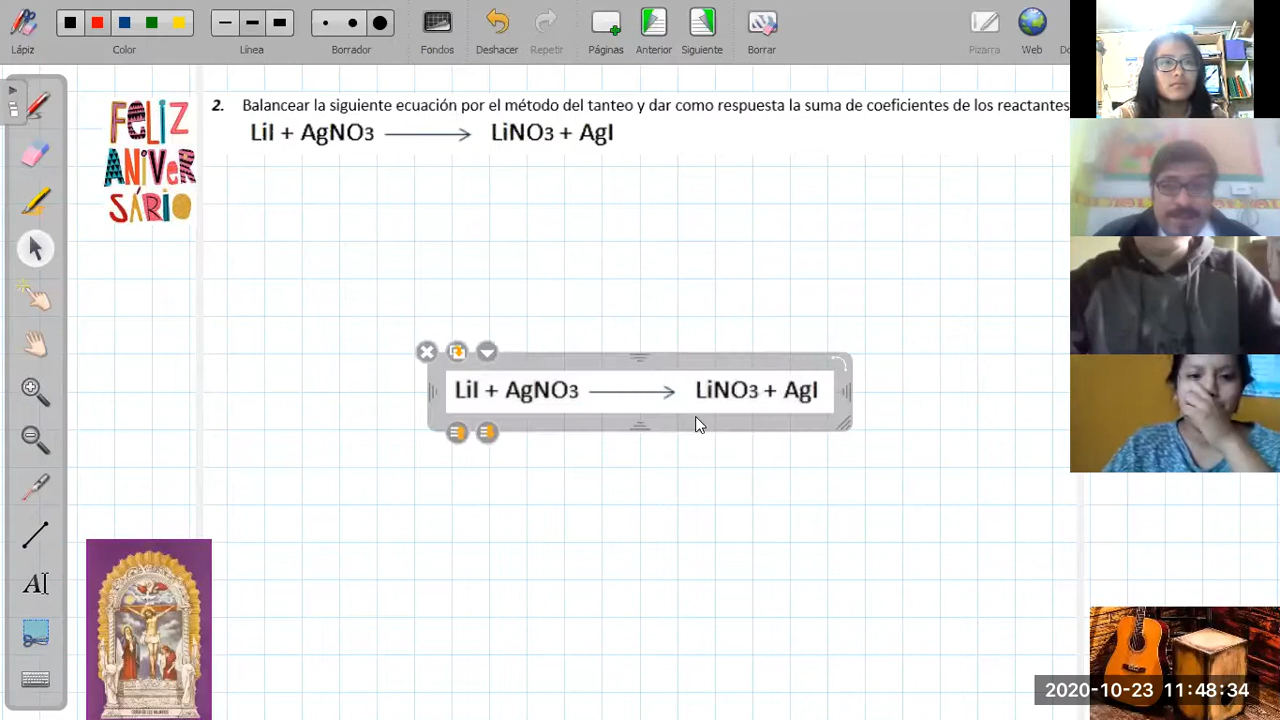 Lápiz
Color
Línea
Borrador
Fondos
Deshacer
Repetir
Páginas
Anterior
Siguiente
Borrar
Pizarra
Web
FELIZ
ANIVER
SÁRIO
2. Balancear la siguiente ecuación por el método del tanteo y dar como respuesta la suma de coeficientes de los reactantes
LiI + AgNO3 ⟶ LiNO3 + AgI
LiI + AgNO3 ⟶ LiNO3 + AgI
A
2020-10-23 11:48:34